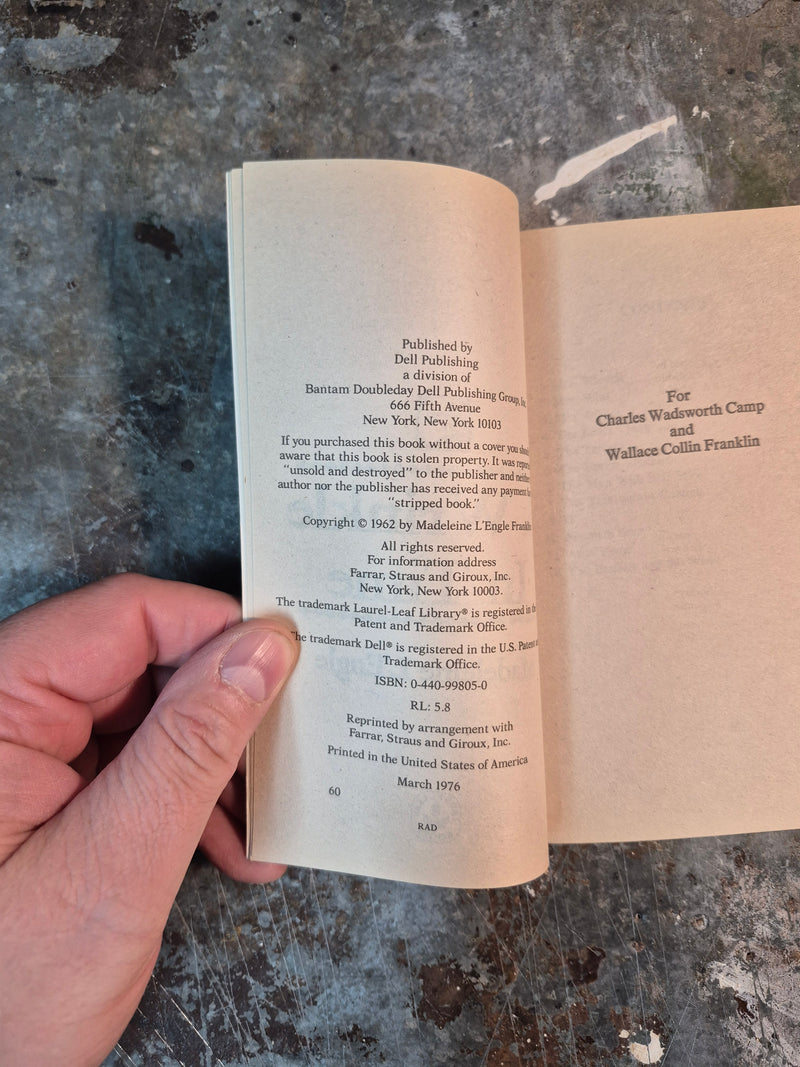 Published by
Dell Publishing
a division of
Bantam Doubleday Dell Publishing Group,
666 Fifth Avenue
New York, New York 10103
If you purchased this book without a cover you
aware that this book is stolen property. It was
"unsold and destroyed" to the publisher and
author nor the publisher has received any payment
"stripped book."
Copyright © 1962 by Madeleine L'Engle Franklin
All rights reserved.
For information address
Farrar, Straus and Giroux, Inc.
New York, New York 10003.
The trademark Laurel-Leaf Library® is registered in
Patent and Trademark Office.
The trademark Dell® is registered in the U.S. Patent
Trademark Office.
ISBN: 0-440-99805-0
RL: 5.8
Reprinted by arrangement with
Farrar, Straus and Giroux, Inc.
Printed in the United States of America
March 1976
60
RAD
For
Charles Wadsworth Camp
and
Wallace Collin Franklin